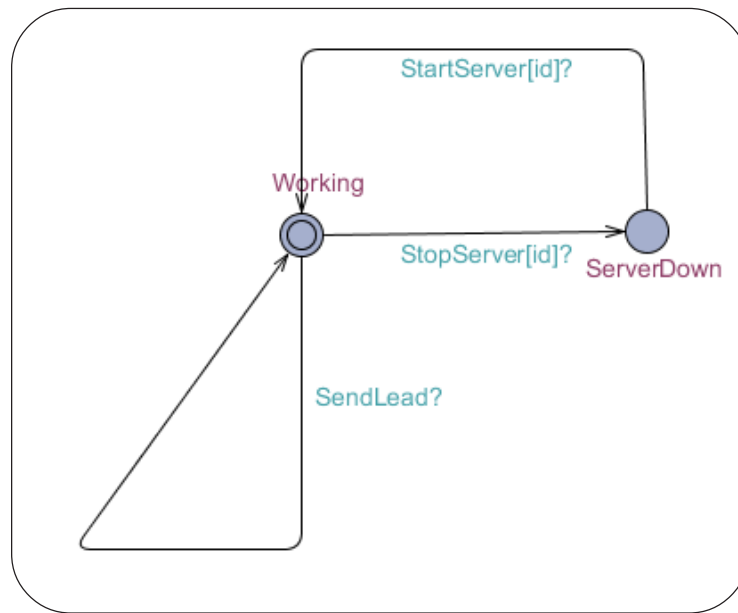 StartServer[id]?
Working
StopServer[id]?
ServerDown
SendLead?